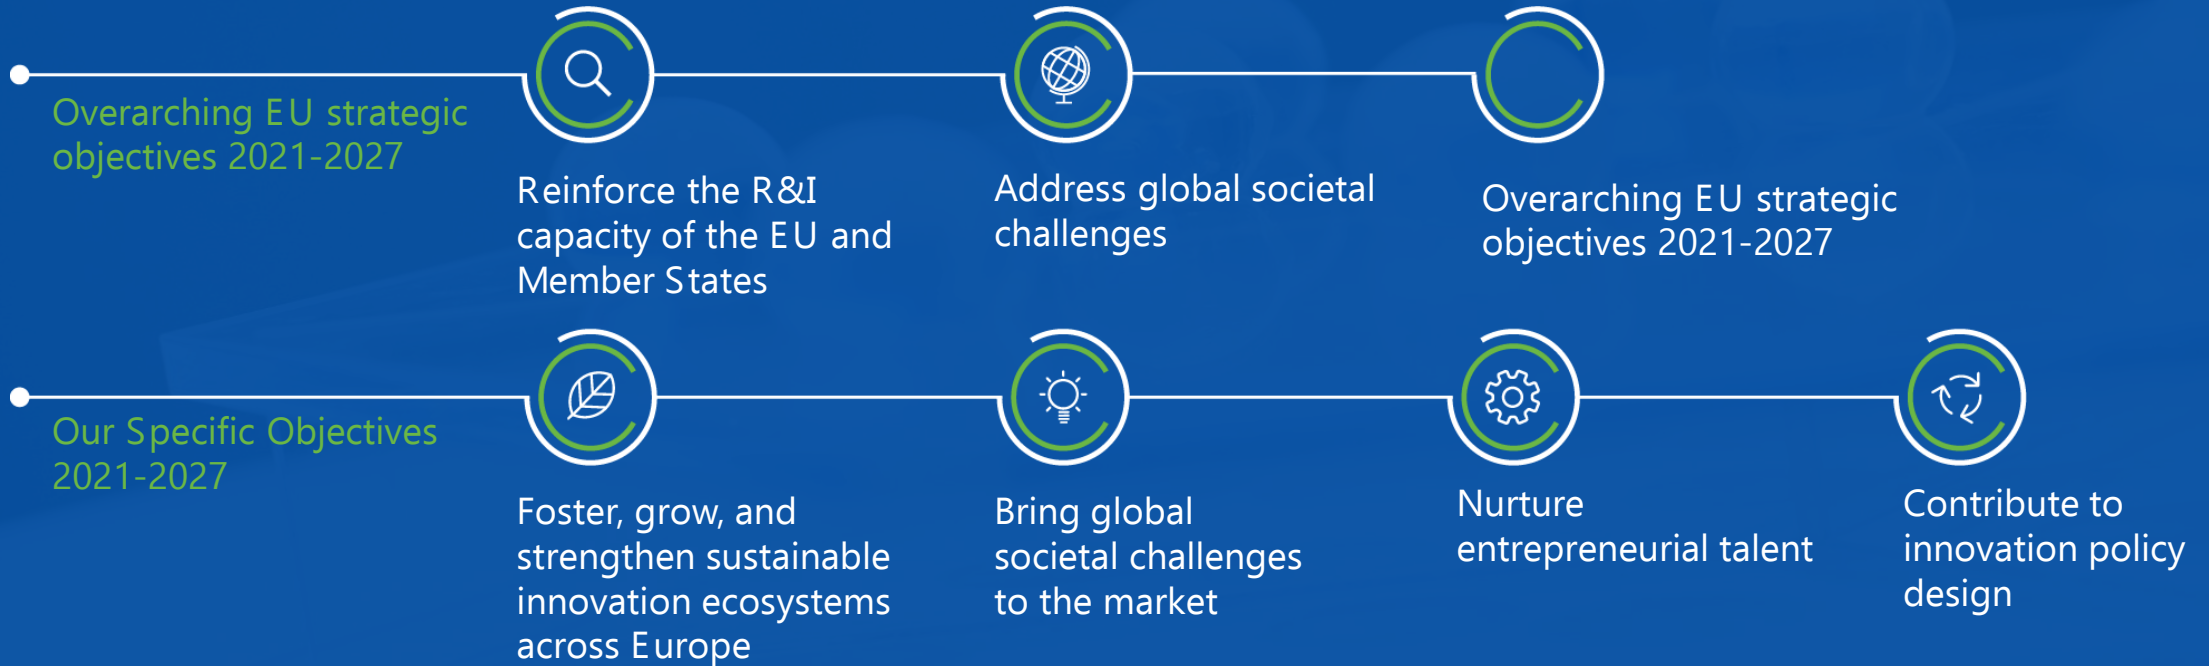 Overarching EU strategic
objectives 2021-2027
Reinforce the R&I
capacity of the EU and
Member States
Address global societal
challenges
Overarching EU strategic
objectives 2021-2027
Our Specific Objectives
2021-2027
Foster, grow, and
strengthen sustainable
innovation ecosystems
across Europe
Bring global
societal challenges
to the market
Nurture
entrepreneurial talent
Contribute to
innovation policy
design